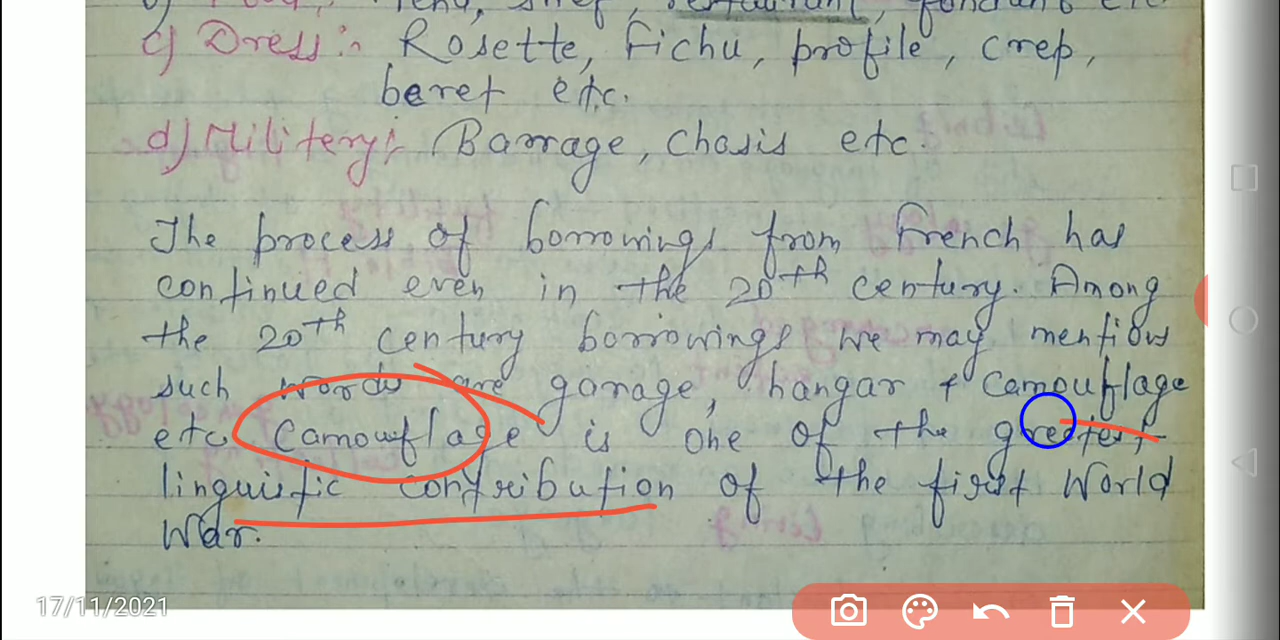 restaurant,
c) Dress :- Rosette, Fichu, profile, crep,
beret etc.
d) Militery :- Barrage, Chasis etc.
The process of borrowings from French has
continued even in the 20th century. Among
the 20th century borrowings we may mention
such words are garage, hangar & Camouflage
etc. Camouflage is one of the greatest
linguistic contribution of the first World
War.
17/11/2021